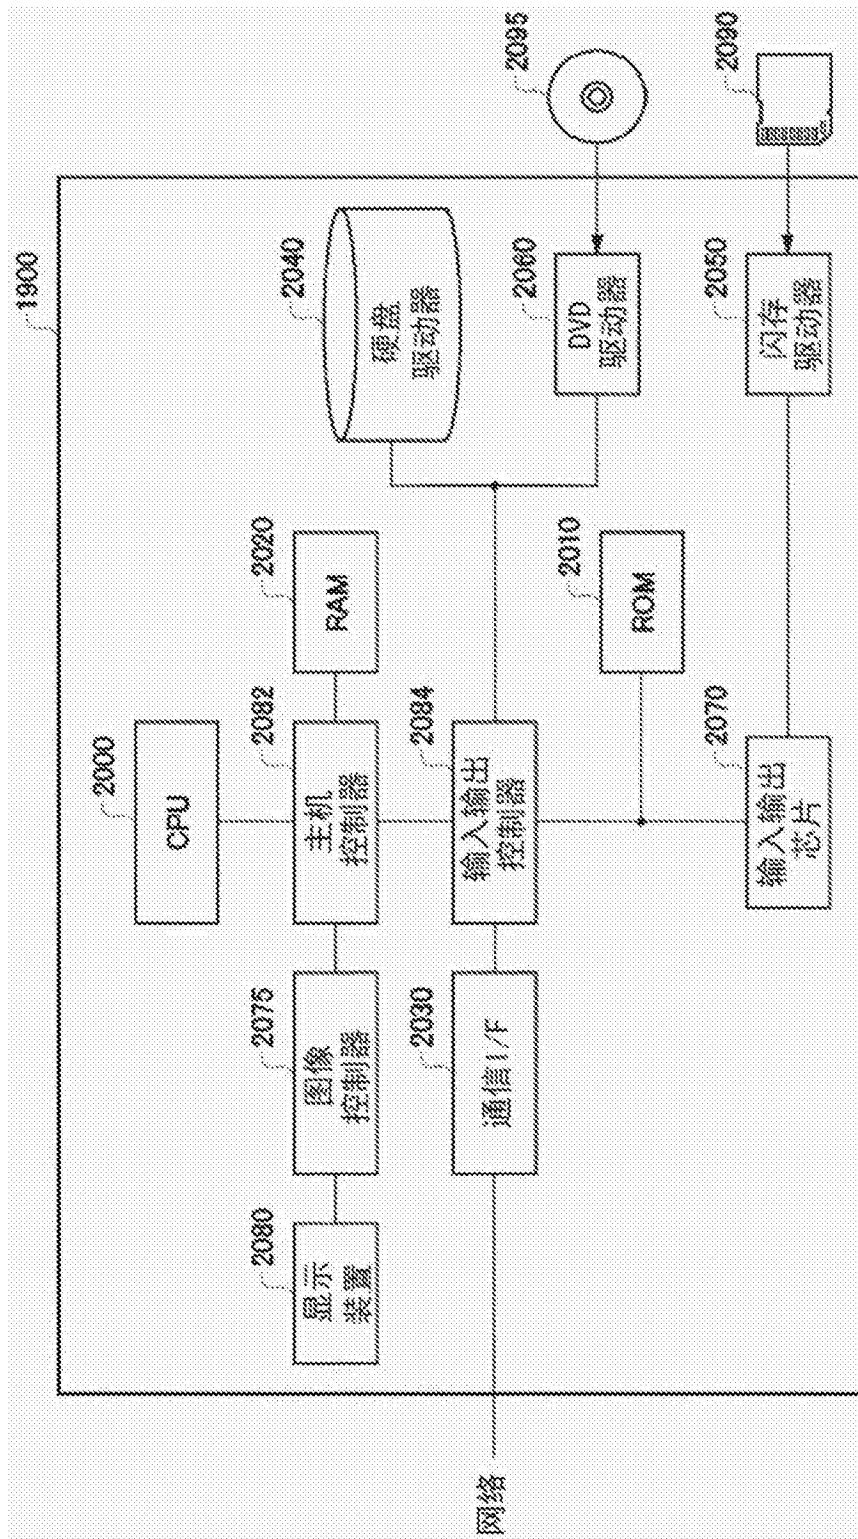 1900
2000
CPU
2080
显示
装置
2075
图像
控制器
2082
主机
控制器
2020
RAM
2040
硬盘
驱动器
网络
2030
通信I/F
2084
输入输出
控制器
2060
DVD
驱动器
2095
2010
ROM
2070
输入输出
芯片
2050
闪存
驱动器
2090